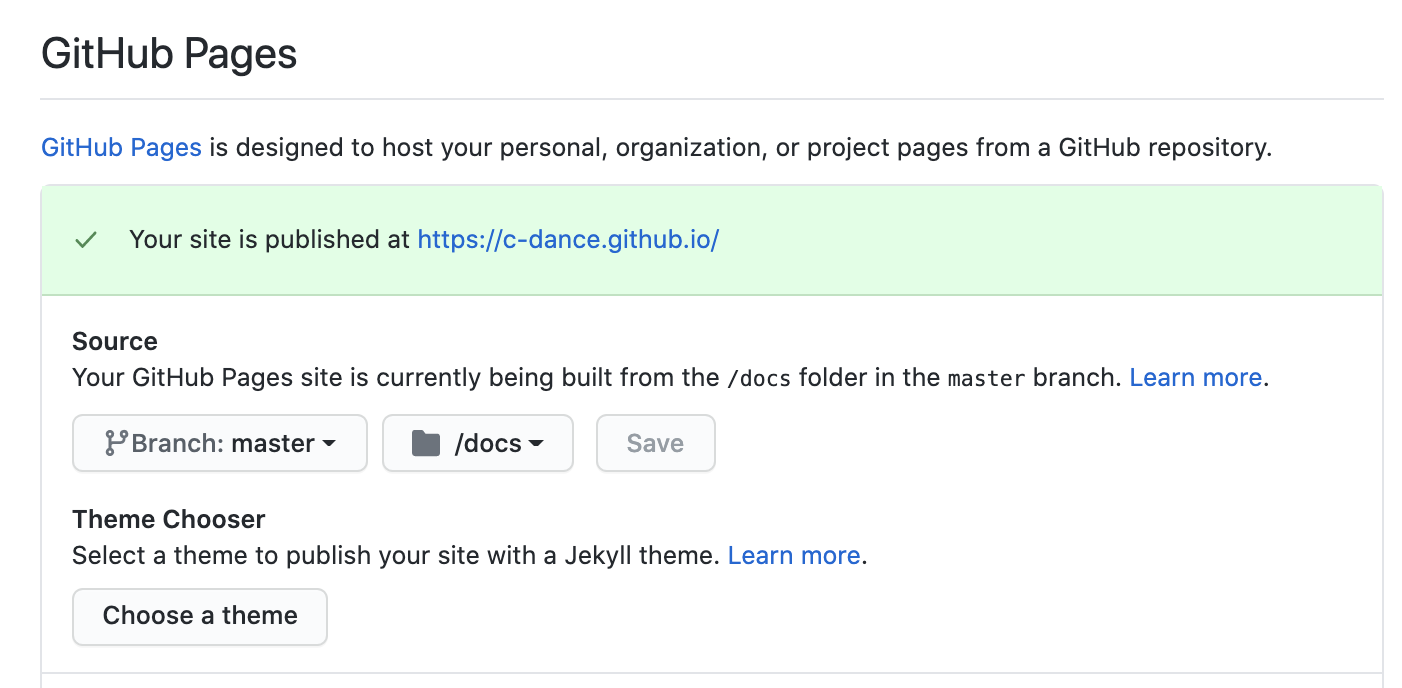 GitHub Pages
GitHub Pages is designed to host your personal, organization, or project pages from a GitHub repository.
Your site is published at https://c-dance.github.io/
Source
Your GitHub Pages site is currently being built from the /docs folder in the master branch. Learn more.
Branch: master /docs Save
Theme Chooser
Select a theme to publish your site with a Jekyll theme. Learn more.
Choose a theme